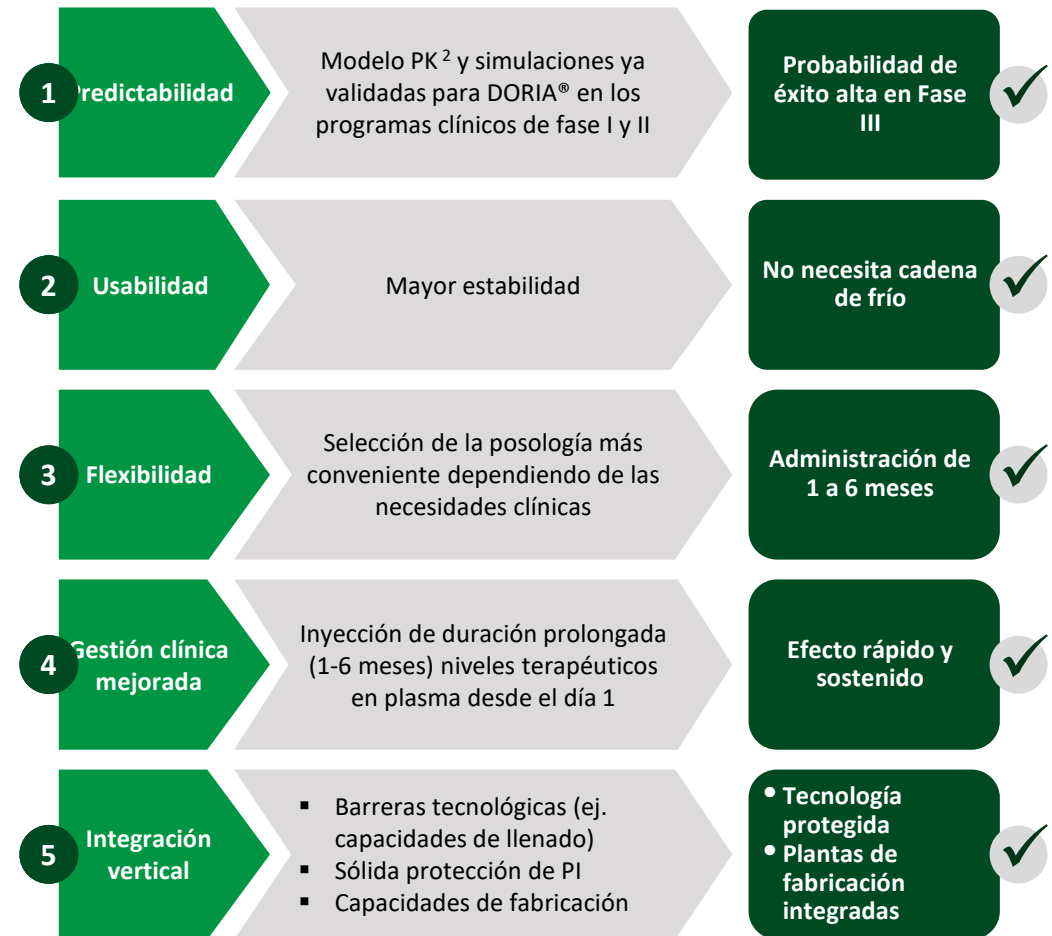 1
Predictabilidad
Modelo PK ² y simulaciones ya
validadas para DORIA® en los
programas clínicos de fase I y II
Probabilidad de
éxito alta en Fase
III
2
Usabilidad
Mayor estabilidad
No necesita cadena
de frío
3
Flexibilidad
Selección de la posología más
conveniente dependiendo de las
necesidades clínicas
Administración de
1 a 6 meses
4
Gestión clínica
mejorada
Inyección de duración prolongada
(1-6 meses) niveles terapéuticos
en plasma desde el día 1
Efecto rápido y
sostenido
5
Integración
vertical
▪ Barreras tecnológicas (ej.
capacidades de llenado)
▪ Sólida protección de PI
▪ Capacidades de fabricación
• Tecnología
protegida
• Plantas de
fabricación
integradas